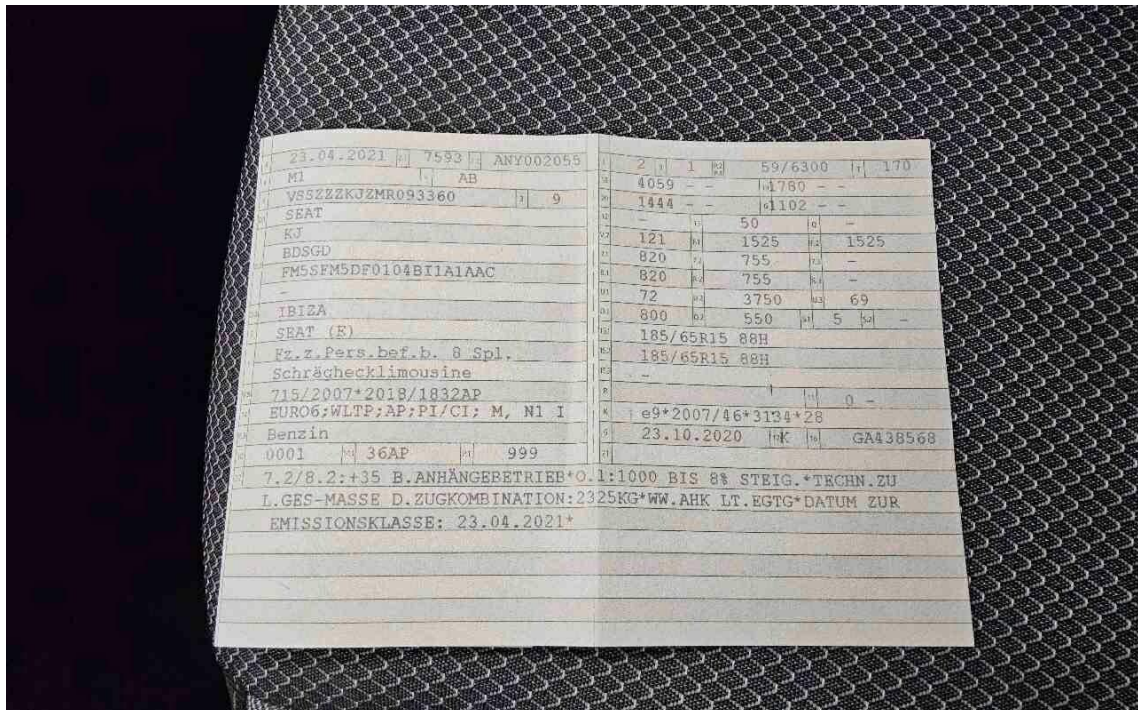 23.04.2021 7593 ANY002055
M1 AB
VSSZZZKJZMR093360 9
SEAT
KJ
BDSGD
FM5SFM5DF0104BI1A1AAC
-
IBIZA
SEAT (E)
Fz.z.Pers.bef.b. 8 Spl.
Schräghecklimousine
715/2007*2018/1832AP
EURO6;WLTP;AP;PI/CI; M, N1 I
Benzin
0001 36AP 999
2 1 59/6300 170
4059 - - 1780 - -
1444 - - 1102 - -
- 50
121 1525 1525
820 755 -
820 755 -
72 3750 69
800 550 5 -
185/65R15 88H
185/65R15 88H
- -
0 -
e9*2007/46*3134*28
23.10.2020 K GA438568
7.2/8.2:+35 B.ANHÄNGEBETRIEB*O.1:1000 BIS 8% STEIG.*TECHN.ZU
L.GES-MASSE D.ZUGKOMBINATION:2325KG*WW.AHK LT.EGTG*DATUM ZUR
EMISSIONSKLASSE: 23.04.2021*